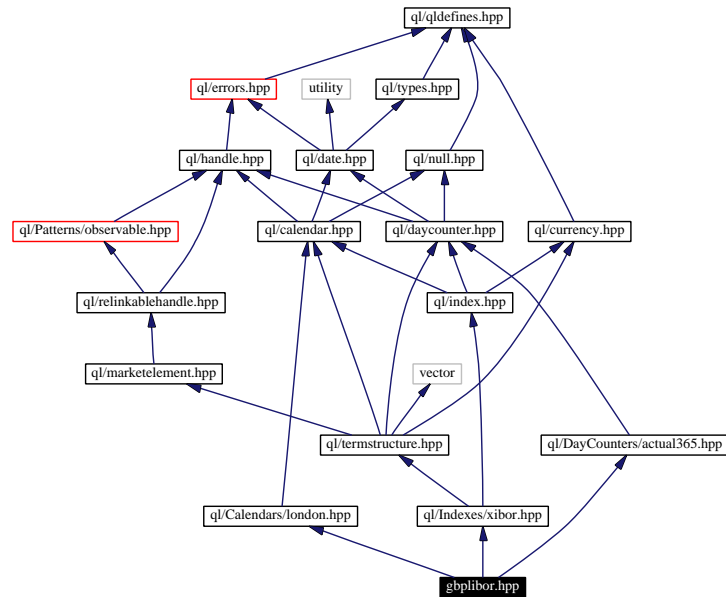 ql/qldefines.hpp
ql/errors.hpp
utility
ql/types.hpp
ql/handle.hpp
ql/date.hpp
ql/null.hpp
ql/Patterns/observable.hpp
ql/calendar.hpp
ql/daycounter.hpp
ql/currency.hpp
ql/relinkablehandle.hpp
ql/index.hpp
ql/marketelement.hpp
vector
ql/termstructure.hpp
ql/DayCounters/actual365.hpp
ql/Calendars/london.hpp
ql/Indexes/xibor.hpp
gbplibor.hpp